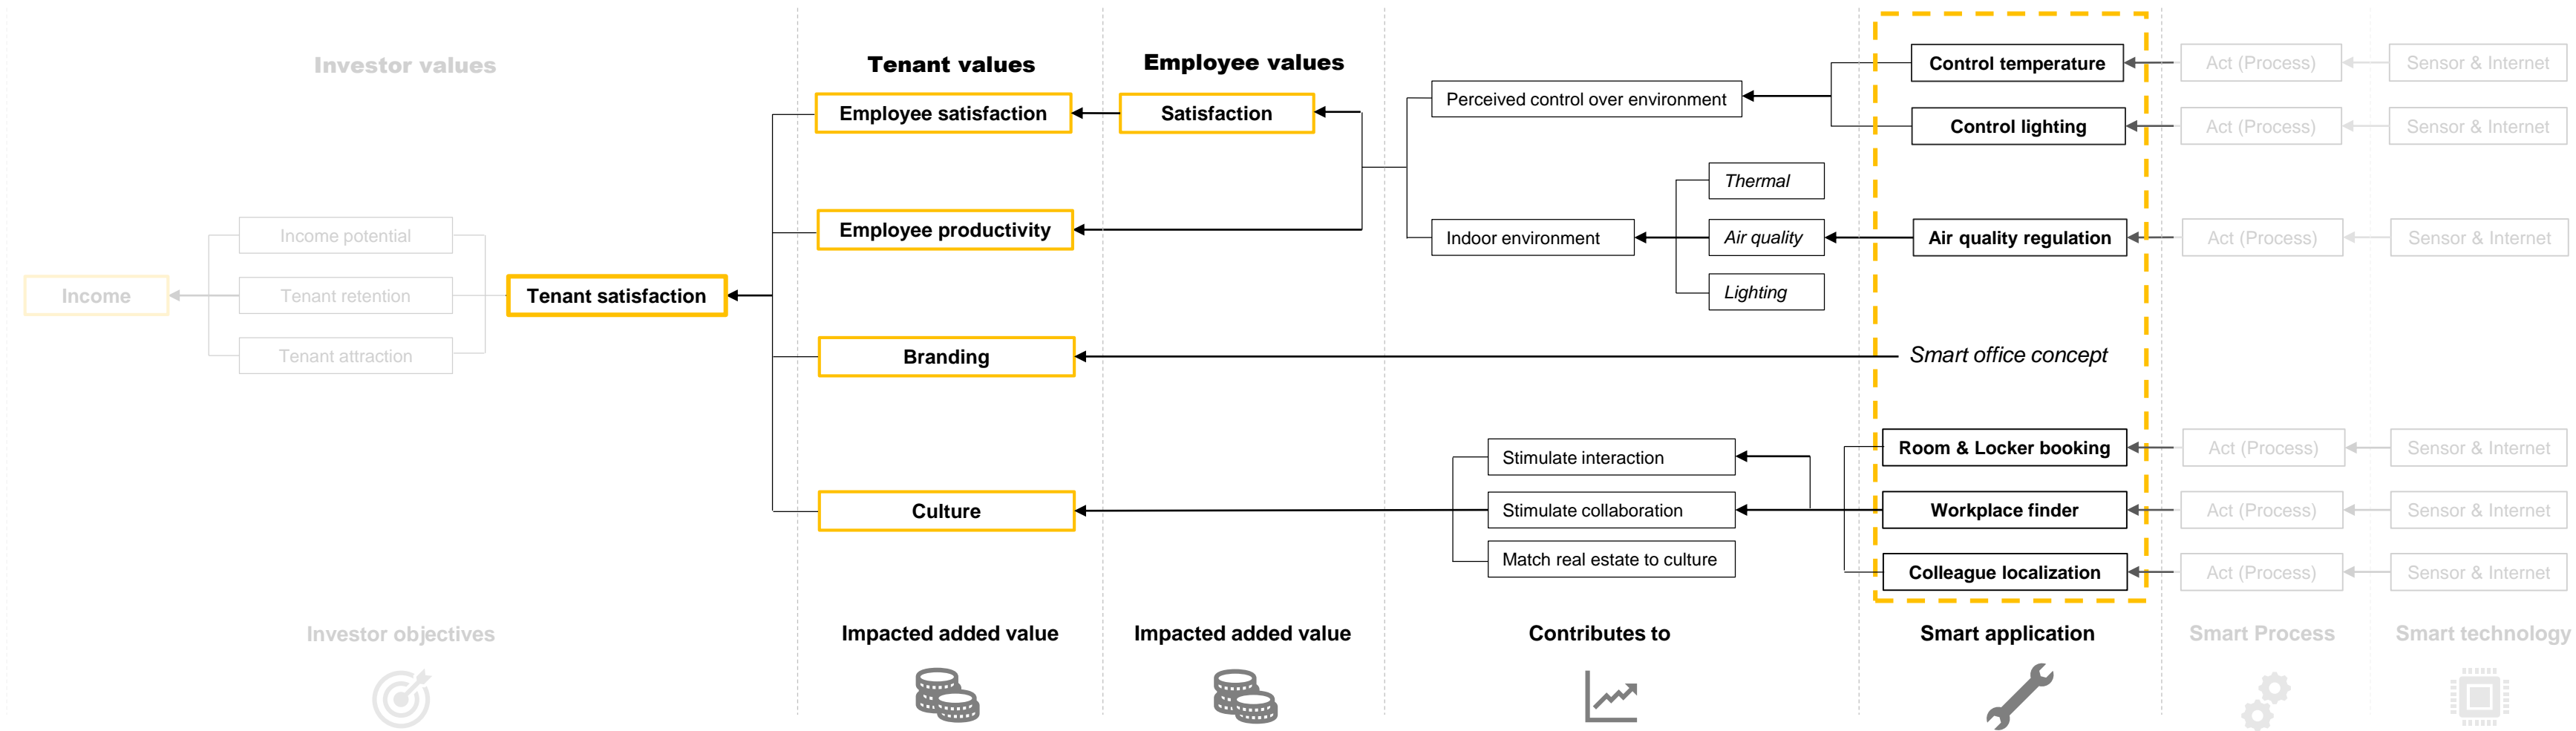 Investor values
Tenant values
Employee values
Control temperature
Act (Process)
Sensor & Internet
Employee satisfaction
Satisfaction
Perceived control over environment
Control lighting
Act (Process)
Sensor & Internet
Thermal
Income potential
Employee productivity
Indoor environment
Air quality
Air quality regulation
Act (Process)
Sensor & Internet
Income
Tenant retention
Tenant satisfaction
Lighting
Tenant attraction
Branding
Smart office concept
Stimulate interaction
Room & Locker booking
Act (Process)
Sensor & Internet
Culture
Stimulate collaboration
Workplace finder
Act (Process)
Sensor & Internet
Match real estate to culture
Colleague localization
Act (Process)
Sensor & Internet
Investor objectives
Impacted added value
Impacted added value
Contributes to
Smart application
Smart Process
Smart technology